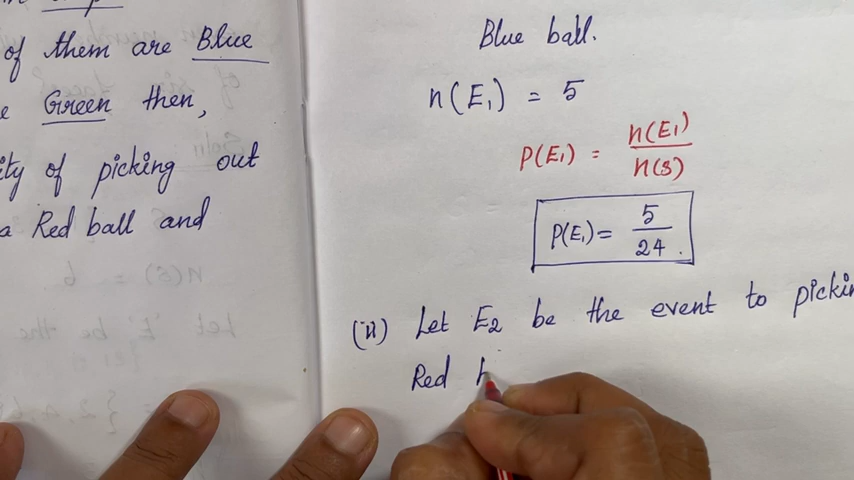 of them are Blue
Green then,
of picking out
a Red ball and
Blue ball.
n(E₁) = 5
P(E₁) = n(E₁)/n(S)
P(E₁) = 5/24.
(ii) Let E₂ be the event to
Red